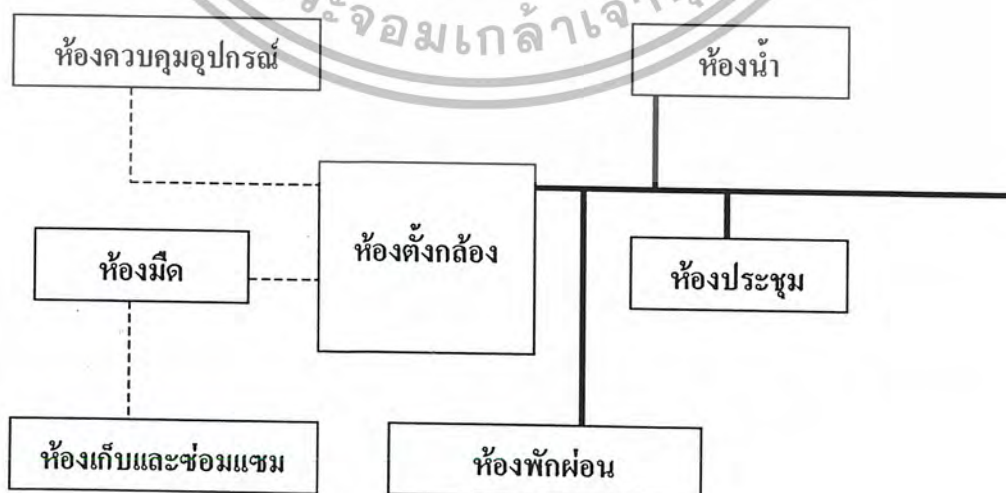 ระจอมเกล้าเจ้า
ห้องควบคุมอุปกรณ์
ห้องน้ำ
ห้องตั้งกล้อง
ห้องมืด
ห้องประชุม
ห้องเก็บและซ่อมแซม
ห้องพักผ่อน